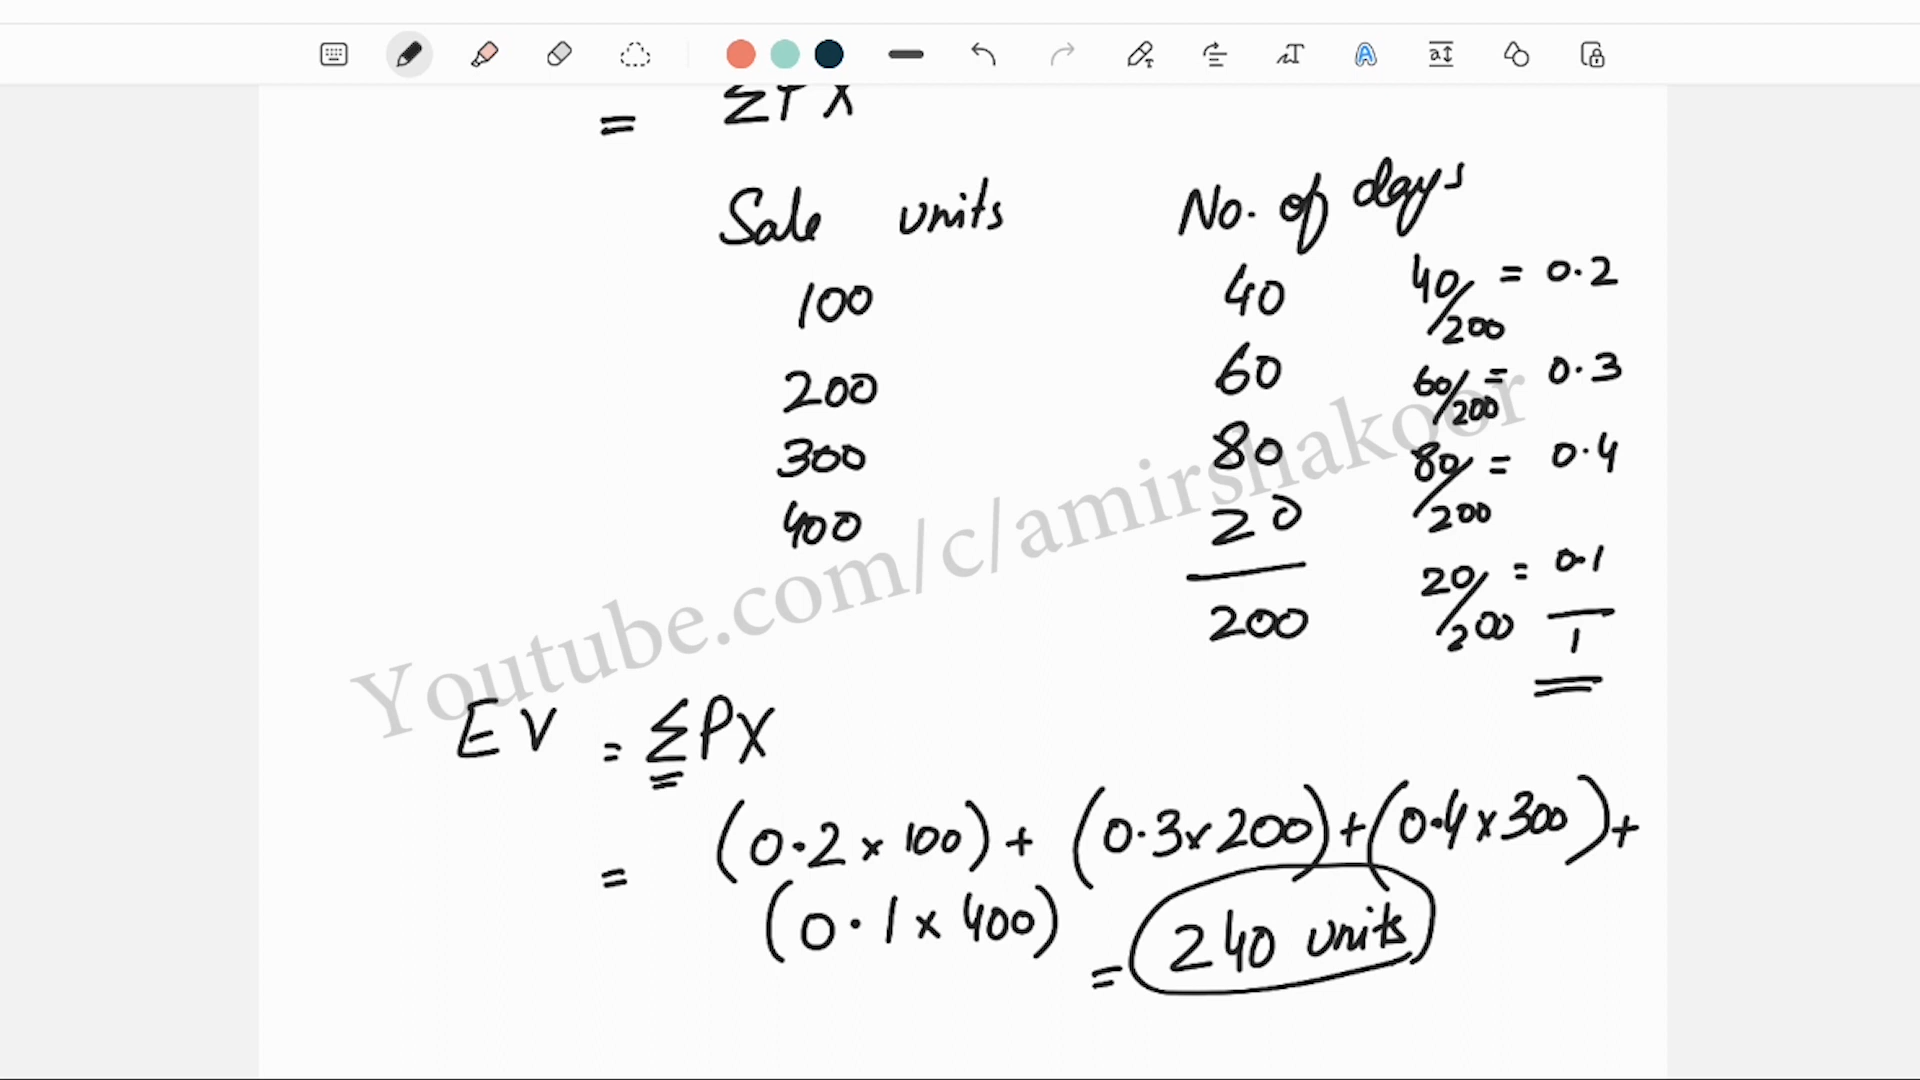 = ΣPX
Sale units No. of days
100 40 40/200 = 0.2
200 60 60/200 = 0.3
300 80 80/200 = 0.4
400 20 20/200 = 0.1
200 1
Youtube.com/c/amirshakoor
EV = ΣPX
= (0.2 x 100) + (0.3x 200) + (0.4 x 300) +
(0.1 x 400)
= 240 units